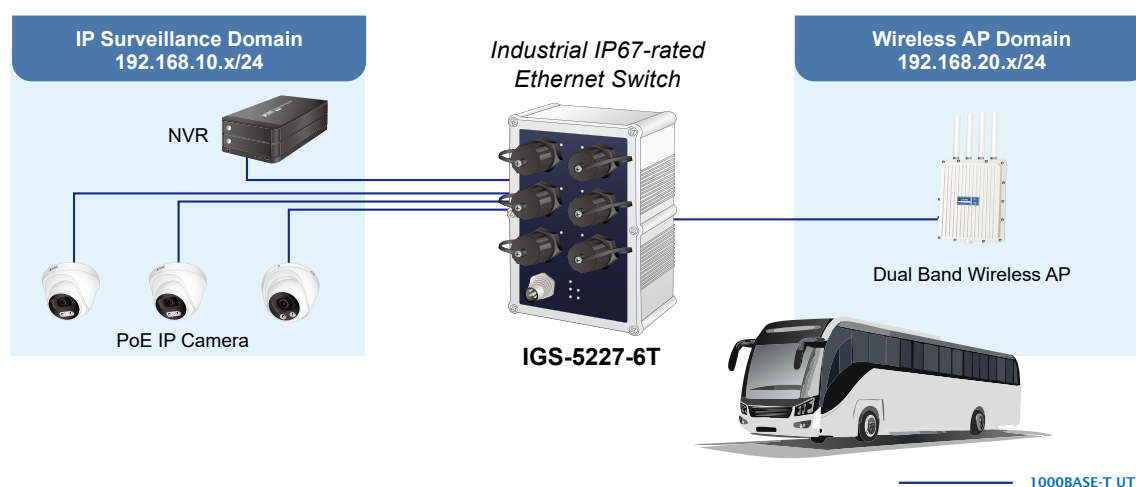 IP Surveillance Domain
192.168.10.x/24
Industrial IP67-rated
Ethernet Switch
Wireless AP Domain
192.168.20.x/24
NVR
Dual Band Wireless AP
PoE IP Camera
IGS-5227-6T
1000BASE-T UT